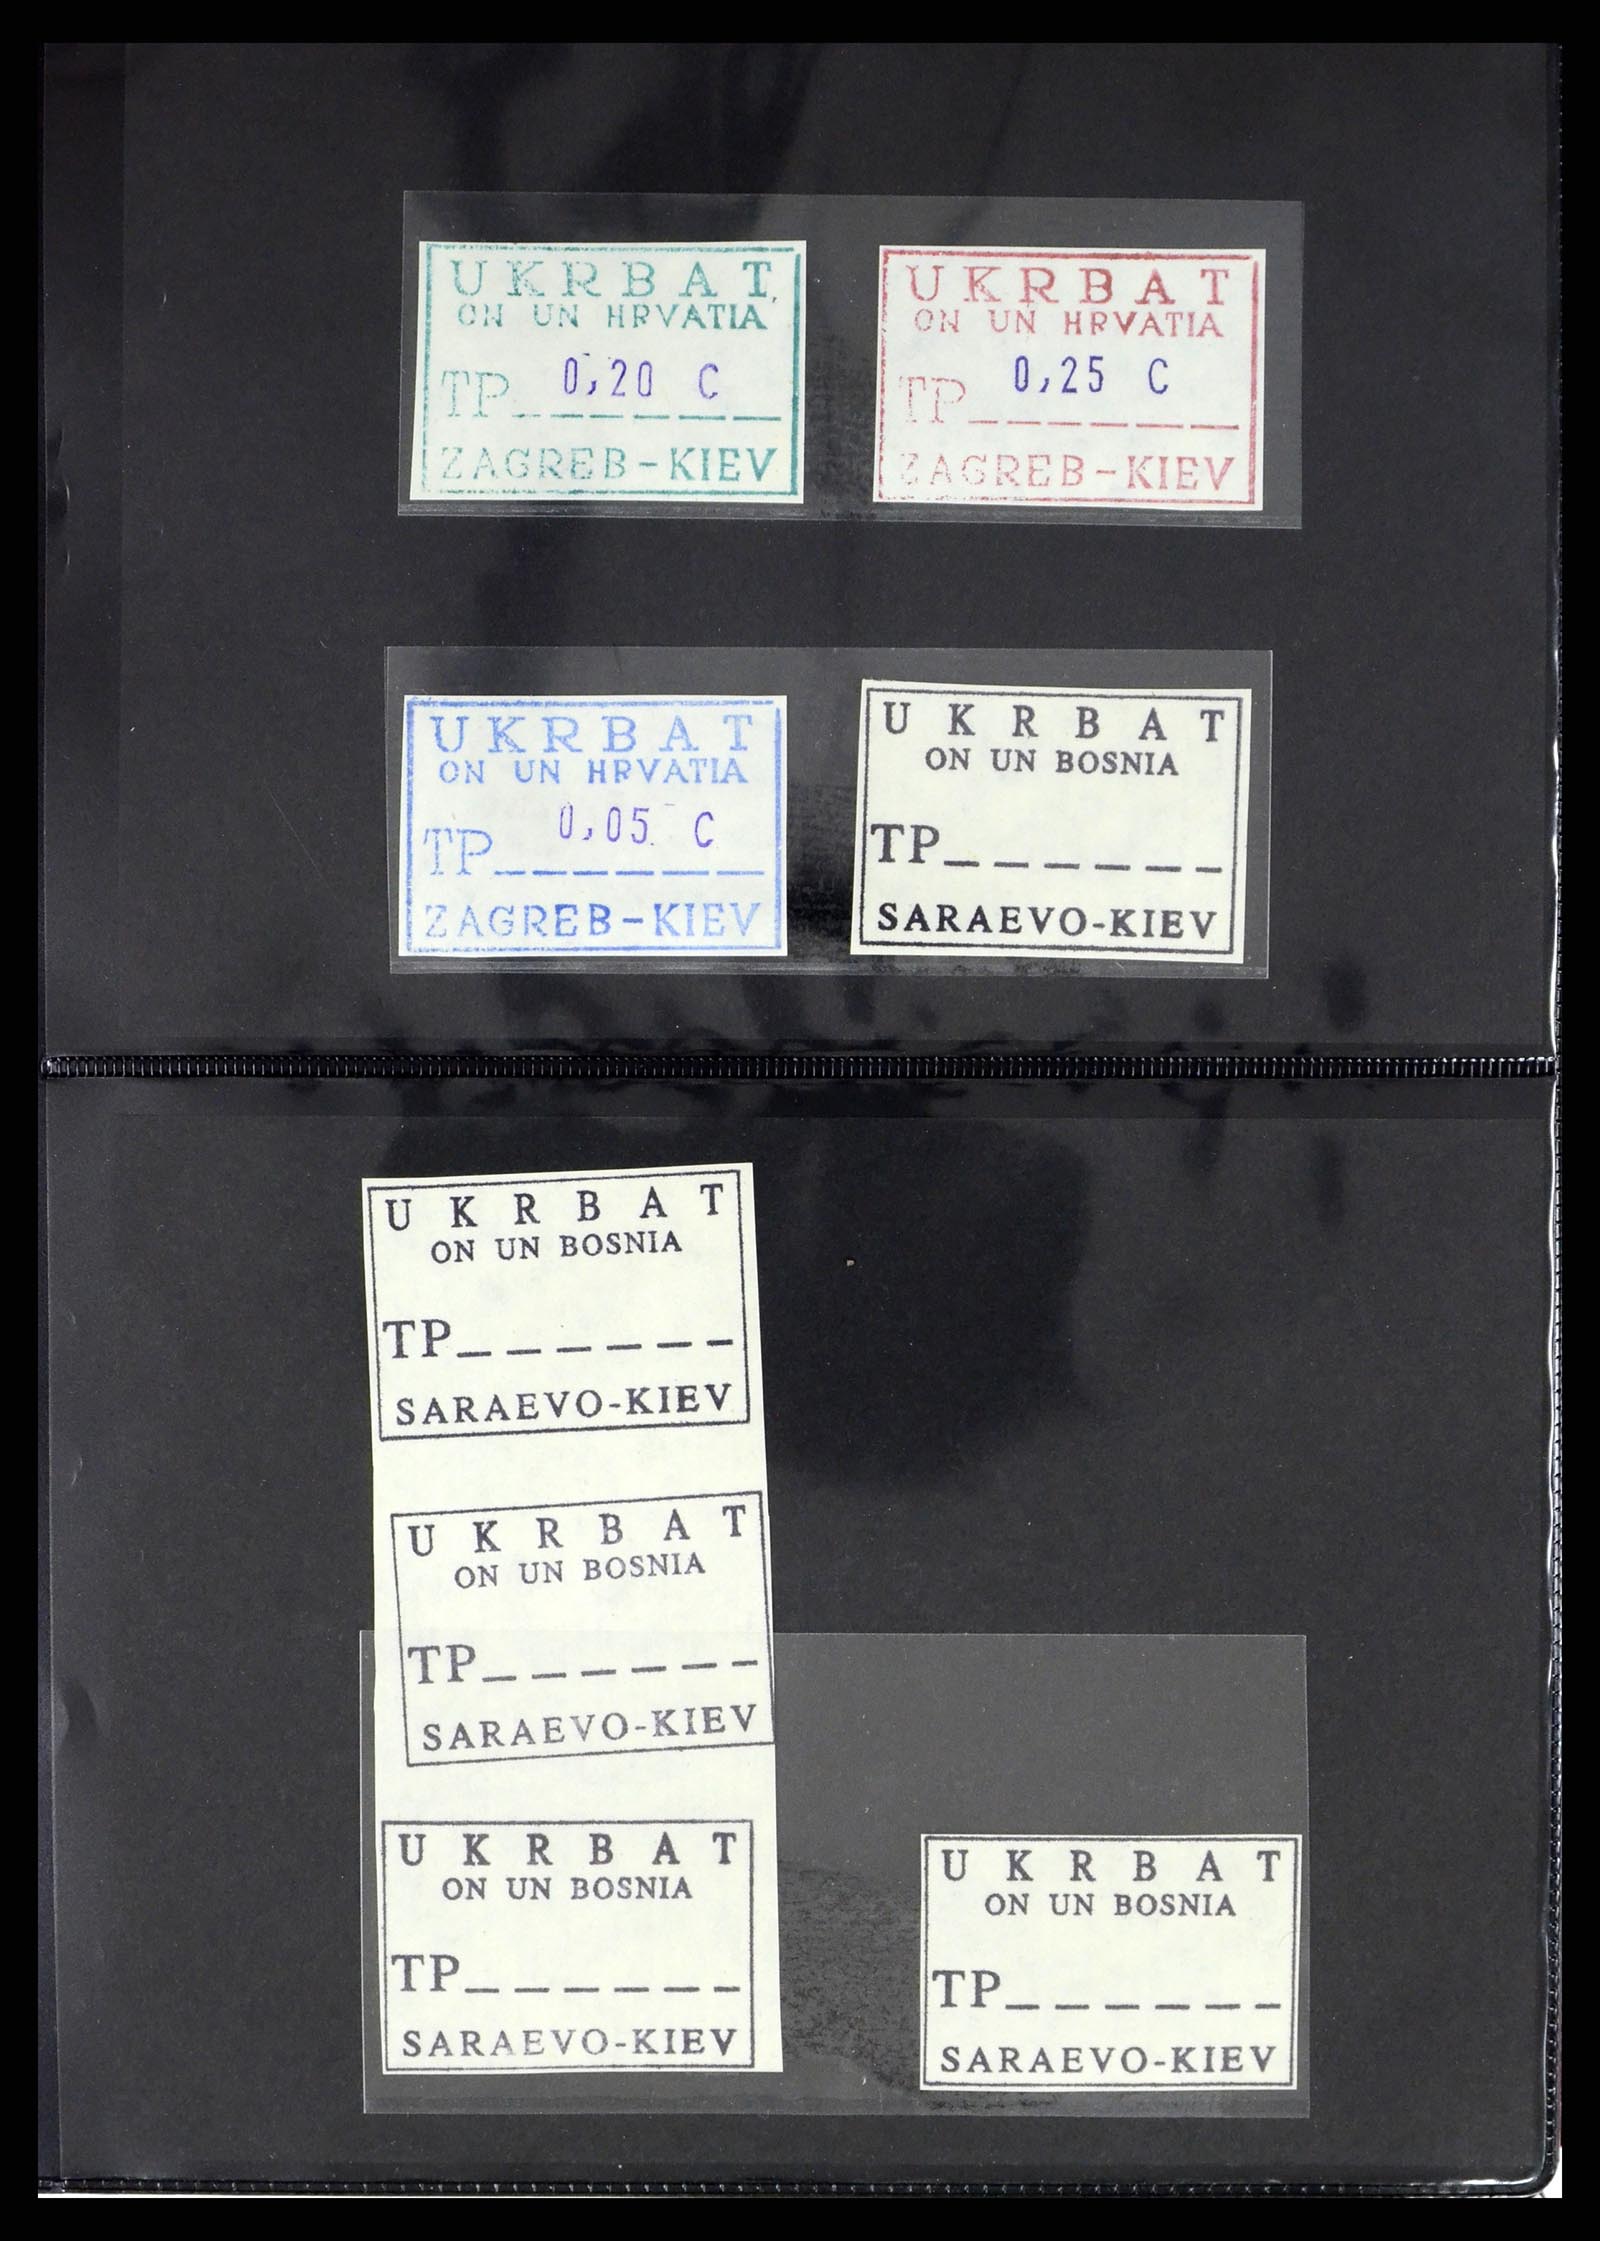 UKRBAT
ON UN HRVATIA
TP 0,20 C
ZAGREB-KIEV
UKRBAT
ON UN HRVATIA
TP 0,25 C
ZAGREB-KIEV
UKRBAT
ON UN HRVATIA
TP 0,05 C
ZAGREB-KIEV
UKRBAT
ON UN BOSNIA
TP______
SARAEVO-KIEV
UKRBAT
ON UN BOSNIA
TP______
SARAEVO-KIEV
UKRBAT
ON UN BOSNIA
TP______
SARAEVO-KIEV
UKRBAT
ON UN BOSNIA
TP______
SARAEVO-KIEV
UKRBAT
ON UN BOSNIA
TP______
SARAEVO-KIEV